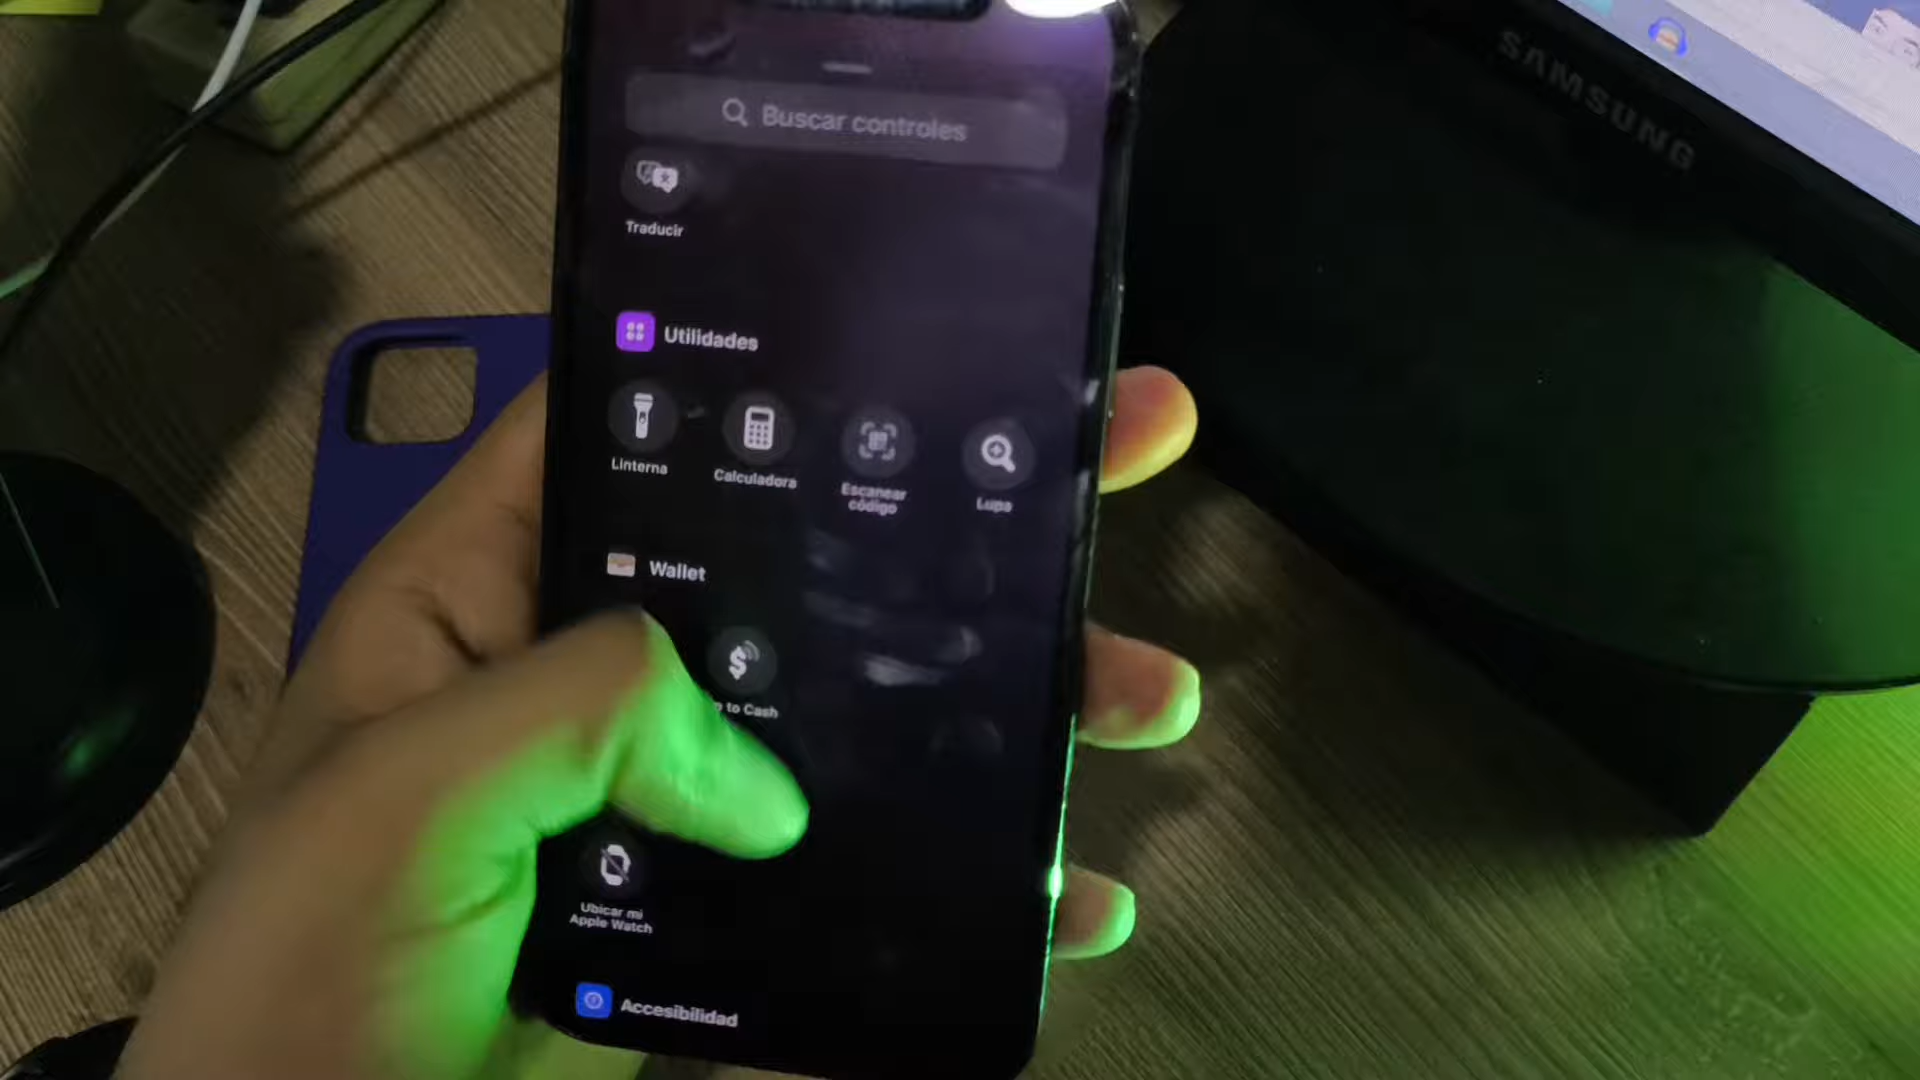 SAMSUNG
Buscar controles
Traducir
Utilidades
Linterna
Calculadora
Escanear
código
Lupa
Wallet
to Cash
Ubicar mi
Apple Watch
Accesibilidad